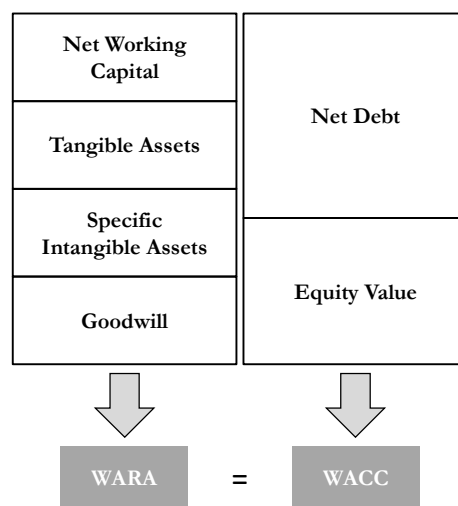 Net Working
Capital
Tangible Assets
Specific
Intangible Assets
Goodwill
Net Debt
Equity Value
WARA = WACC